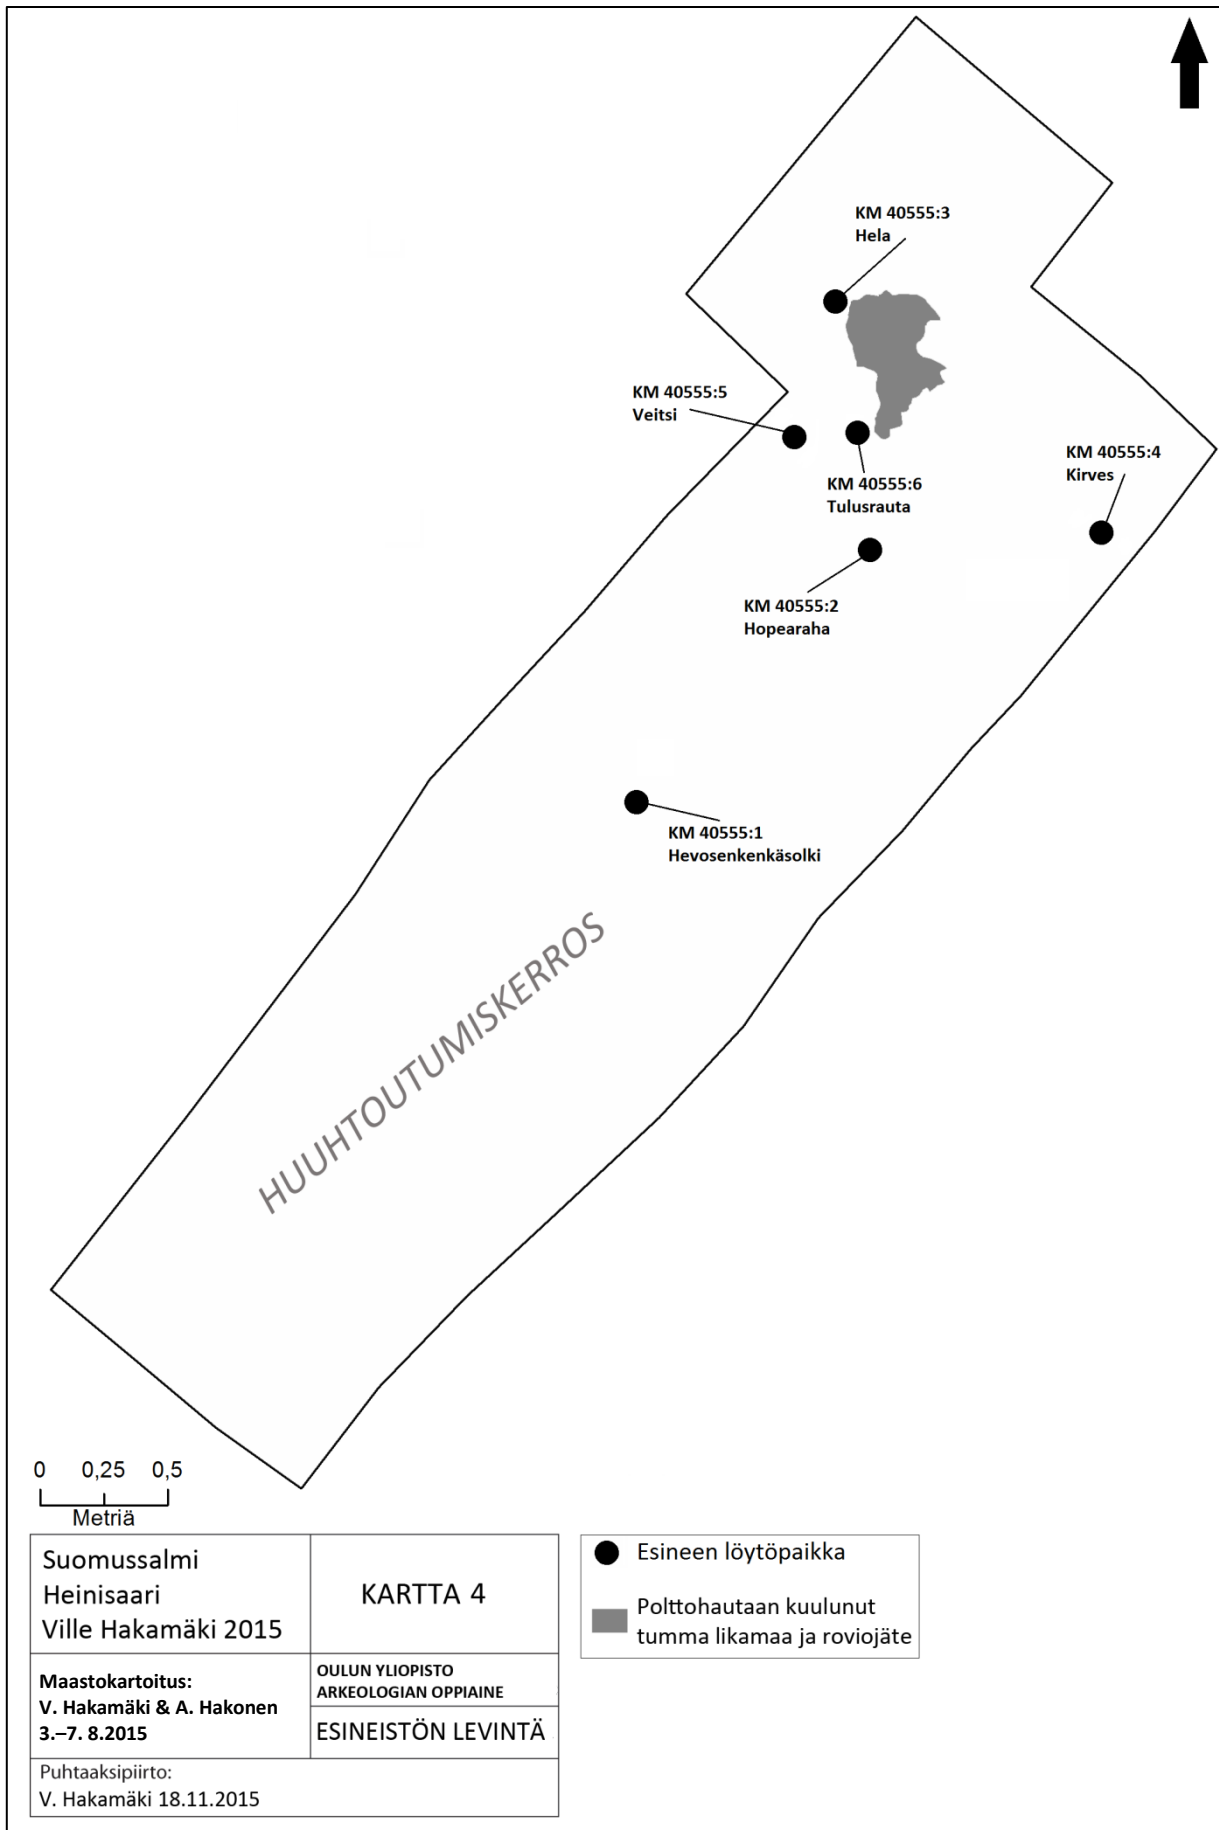 KM 40555:3
Hela
KM 40555:5
Veitsi
KM 40555:4
Kirves
KM 40555:6
Tulusrauta
KM 40555:2
Hopearaha
KM 40555:1
Hevosenkenkäsolki
HUUHTOUTUMISKERROS
0 0,25 0,5
Metriä
Suomussalmi
Heinisaari
Ville Hakamäki 2015
KARTTA 4
Maastokartoitus:
V. Hakamäki & A. Hakonen
3.–7. 8.2015
OULUN YLIOPISTO
ARKEOLOGIAN OPPIAINE
ESINEISTÖN LEVINTÄ
Puhtaaksipiirto:
V. Hakamäki 18.11.2015
Esineen löytöpaikka
Polttohautaan kuulunut
tumma likamaa ja roviojäte